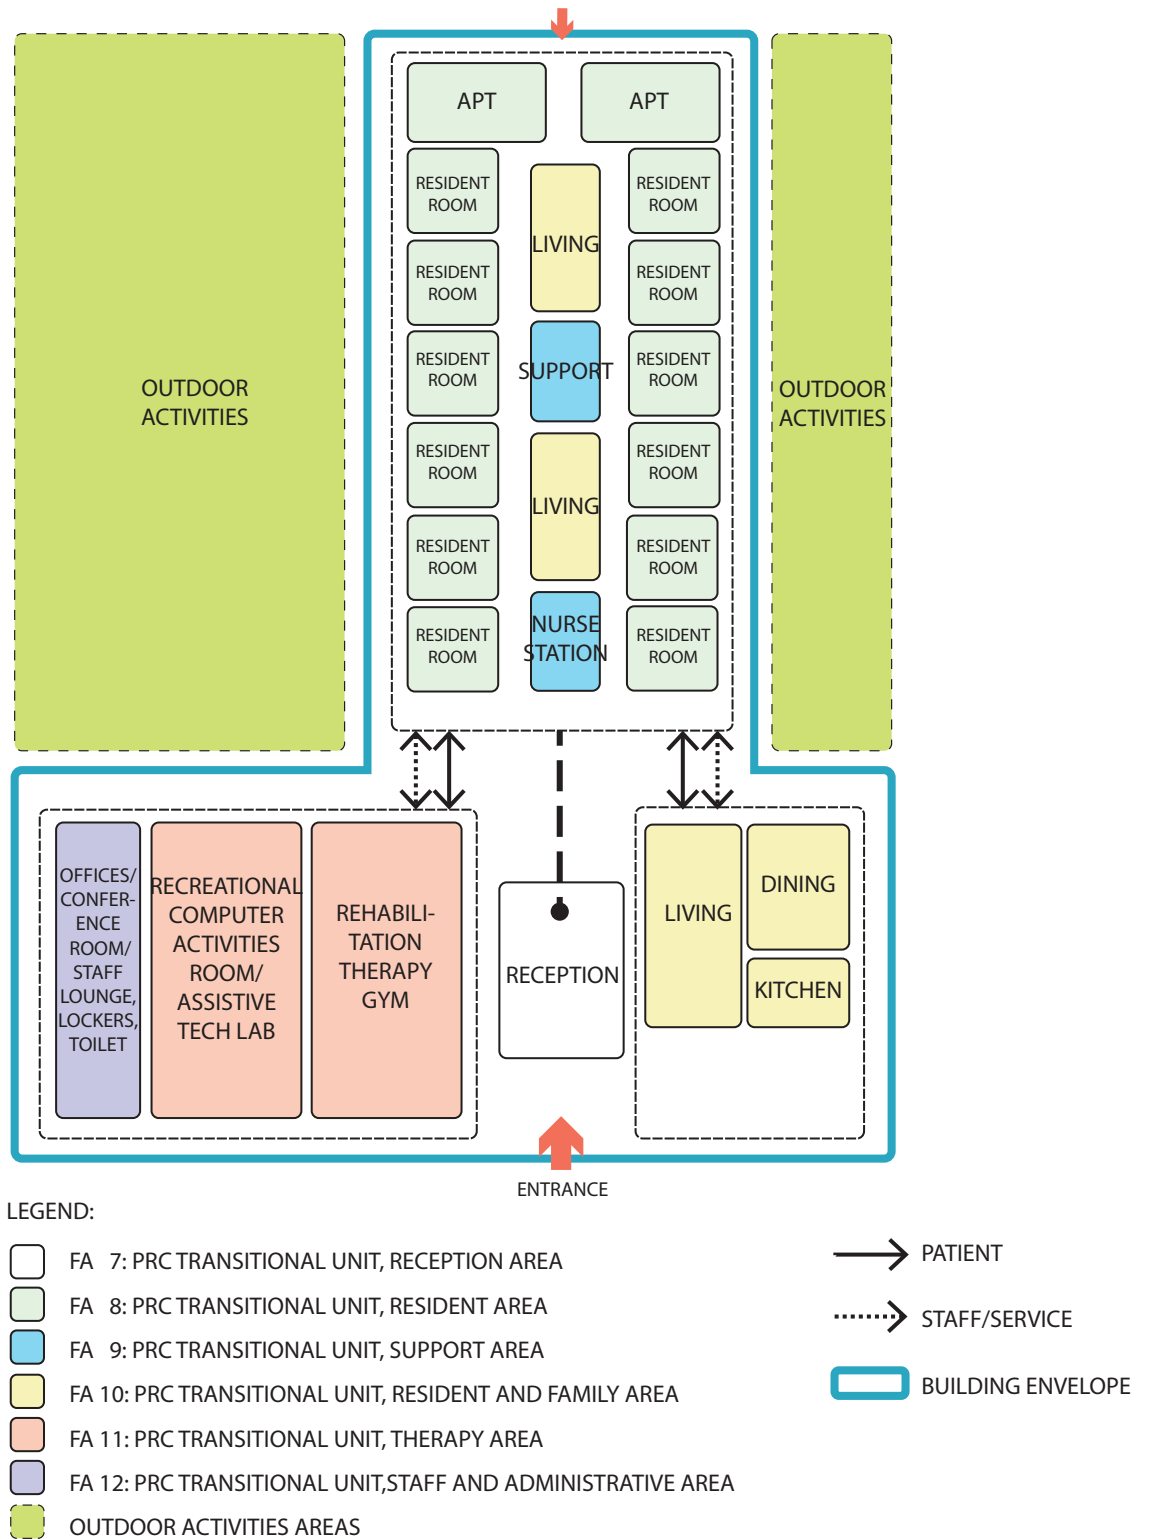 APT
APT
RESIDENT
ROOM
RESIDENT
ROOM
LIVING
RESIDENT
ROOM
RESIDENT
ROOM
RESIDENT
ROOM
SUPPORT
RESIDENT
ROOM
OUTDOOR
ACTIVITIES
OUTDOOR
ACTIVITIES
RESIDENT
ROOM
RESIDENT
ROOM
LIVING
RESIDENT
ROOM
RESIDENT
ROOM
RESIDENT
ROOM
NURSE
STATION
RESIDENT
ROOM
OFFICES/
CONFER-
ENCE
ROOM/
STAFF
LOUNGE,
LOCKERS,
TOILET
RECREATIONAL
COMPUTER
ACTIVITIES
ROOM/
ASSISTIVE
TECH LAB
REHABILI-
TATION
THERAPY
GYM
RECEPTION
LIVING
DINING
KITCHEN
ENTRANCE
LEGEND:
FA 7: PRC TRANSITIONAL UNIT, RECEPTION AREA
FA 8: PRC TRANSITIONAL UNIT, RESIDENT AREA
FA 9: PRC TRANSITIONAL UNIT, SUPPORT AREA
FA 10: PRC TRANSITIONAL UNIT, RESIDENT AND FAMILY AREA
FA 11: PRC TRANSITIONAL UNIT, THERAPY AREA
FA 12: PRC TRANSITIONAL UNIT,STAFF AND ADMINISTRATIVE AREA
OUTDOOR ACTIVITIES AREAS
PATIENT
STAFF/SERVICE
BUILDING ENVELOPE